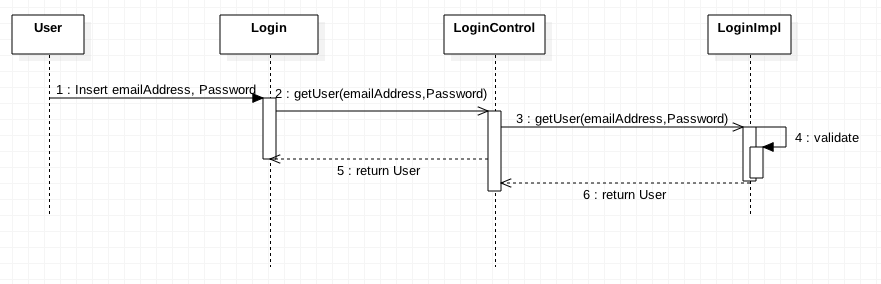 User
Login
LoginControl
LoginImpl
1 : Insert emailAddress, Password
2 : getUser(emailAddress,Password)
3 : getUser(emailAddress,Password)
4 : validate
5 : return User
6 : return User